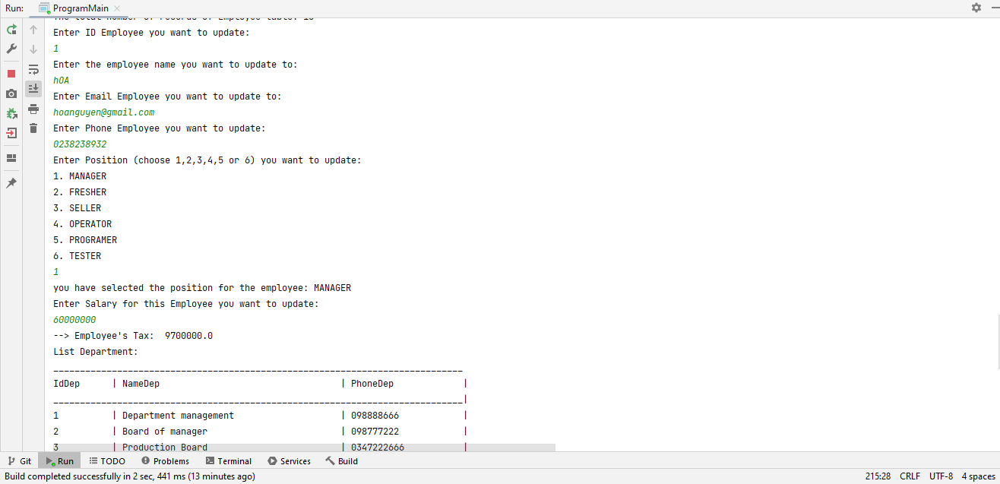 Run: ProgramMain
The total number of records of Employee table: 10
Enter ID Employee you want to update:
1
Enter the employee name you want to update to:
hOA
Enter Email Employee you want to update to:
hoanguyen@gmail.com
Enter Phone Employee you want to update:
0238238932
Enter Position (choose 1,2,3,4,5 or 6) you want to update:
1. MANAGER
2. FRESHER
3. SELLER
4. OPERATOR
5. PROGRAMER
6. TESTER
1
you have selected the position for the employee: MANAGER
Enter Salary for this Employee you want to update:
60000000
--> Employee's Tax:  9700000.0
List Department:
_____________________________________________________________________________
IdDep      | NameDep                                  | PhoneDep             |
_____________________________________________________________________________|
1          | Department management                    | 098888666            |
2          | Board of manager                         | 098777222            |
3          | Production Board                         | 0347222666           |
Git Run TODO Problems Terminal Services Build
Build completed successfully in 2 sec, 441 ms (13 minutes ago) 215:28 CRLF UTF-8 4 spaces